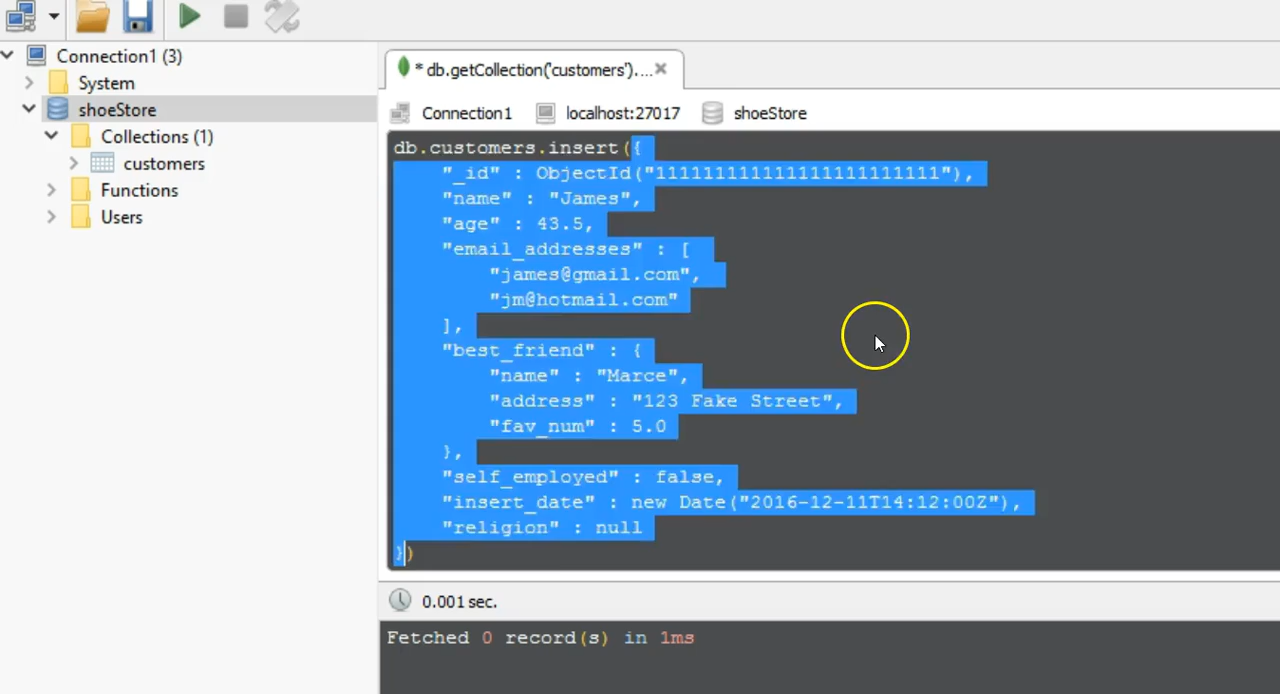 Connection1 (3)
System
shoeStore
Collections (1)
customers
Functions
Users
* db.getCollection('customers')....
Connection1 localhost:27017 shoeStore
db.customers.insert({
"_id" : ObjectId("111111111111111111111111"),
"name" : "James",
"age" : 43.5,
"email_addresses" : [
"james@gmail.com",
"jm@hotmail.com"
],
"best_friend" : {
"name" : "Marce",
"address" : "123 Fake Street",
"fav_num" : 5.0
},
"self_employed" : false,
"insert_date" : new Date("2016-12-11T14:12:00Z"),
"religion" : null
})
0.001 sec.
Fetched 0 record(s) in 1ms